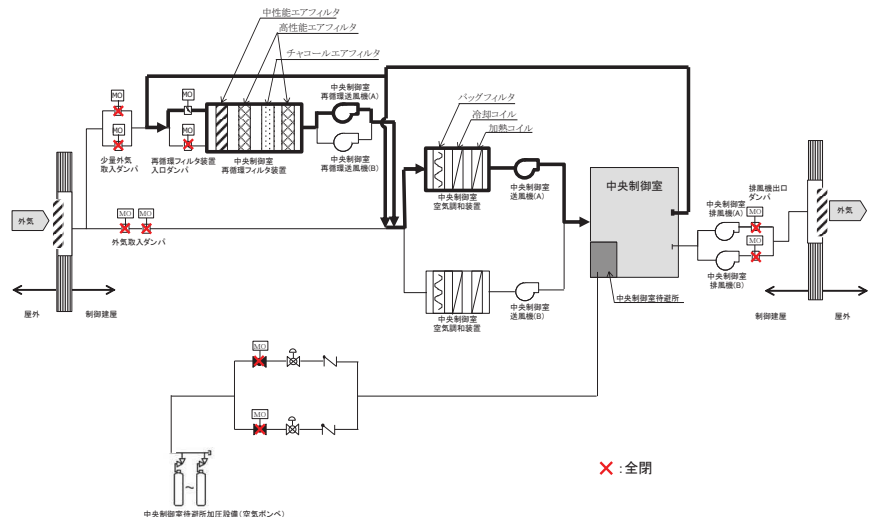 中性能エアフィルタ
高性能エアフィルタ
チャコールエアフィルタ
MO
MO
MO
MO
少量外気
取入ダンパ
再循環フィルタ装置
入口ダンパ
中央制御室
再循環フィルタ装置
中央制御室
再循環送風機(A)
中央制御室
再循環送風機(B)
バッグフィルタ
冷却コイル
加熱コイル
中央制御室
空気調和装置
中央制御室
送風機(A)
中央制御室
中央制御室待避所
中央制御室
排風機(A)
排風機出口
ダンパ
MO
MO
中央制御室
排風機(B)
外気
外気
MO
MO
外気取入ダンパ
中央制御室
空気調和装置
中央制御室
送風機(B)
屋外
制御建屋
制御建屋
屋外
MO
MO
～
中央制御室待避所加圧設備(空気ボンベ)
:全閉